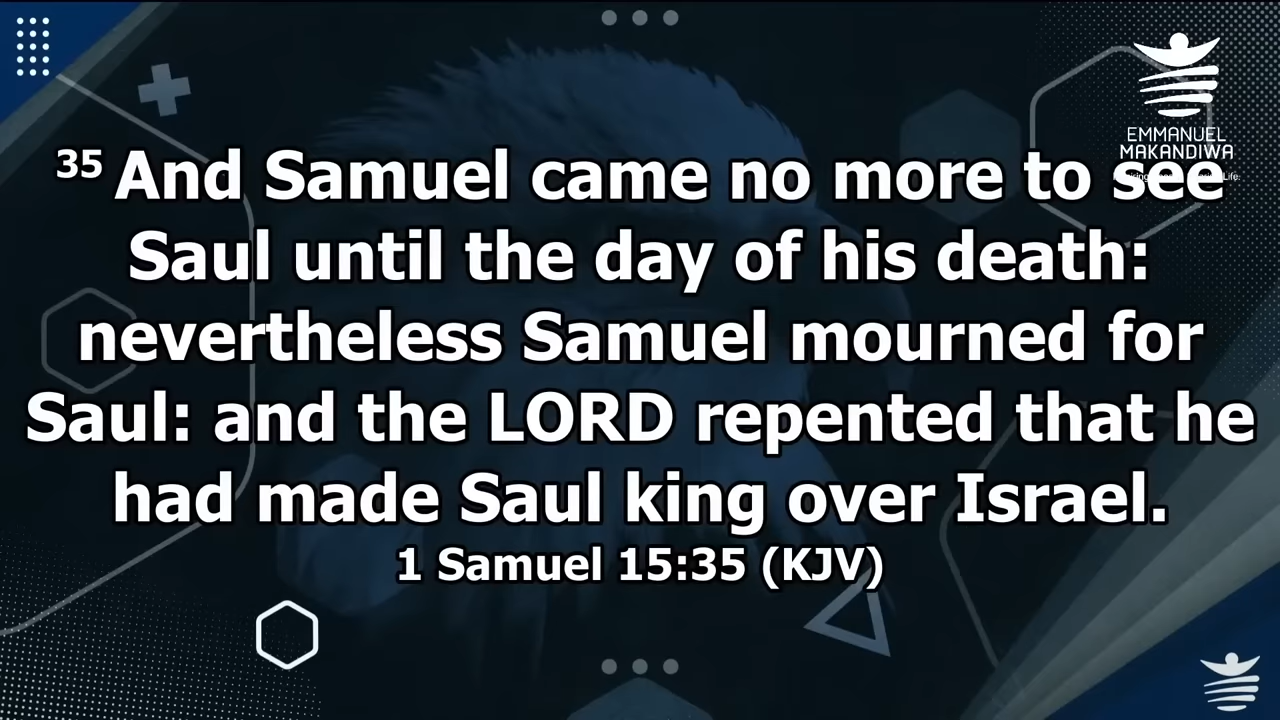 EMMANUEL
MAKANDIWA
35 And Samuel came no more to see
Saul until the day of his death:
nevertheless Samuel mourned for
Saul: and the LORD repented that he
had made Saul king over Israel.
1 Samuel 15:35 (KJV)